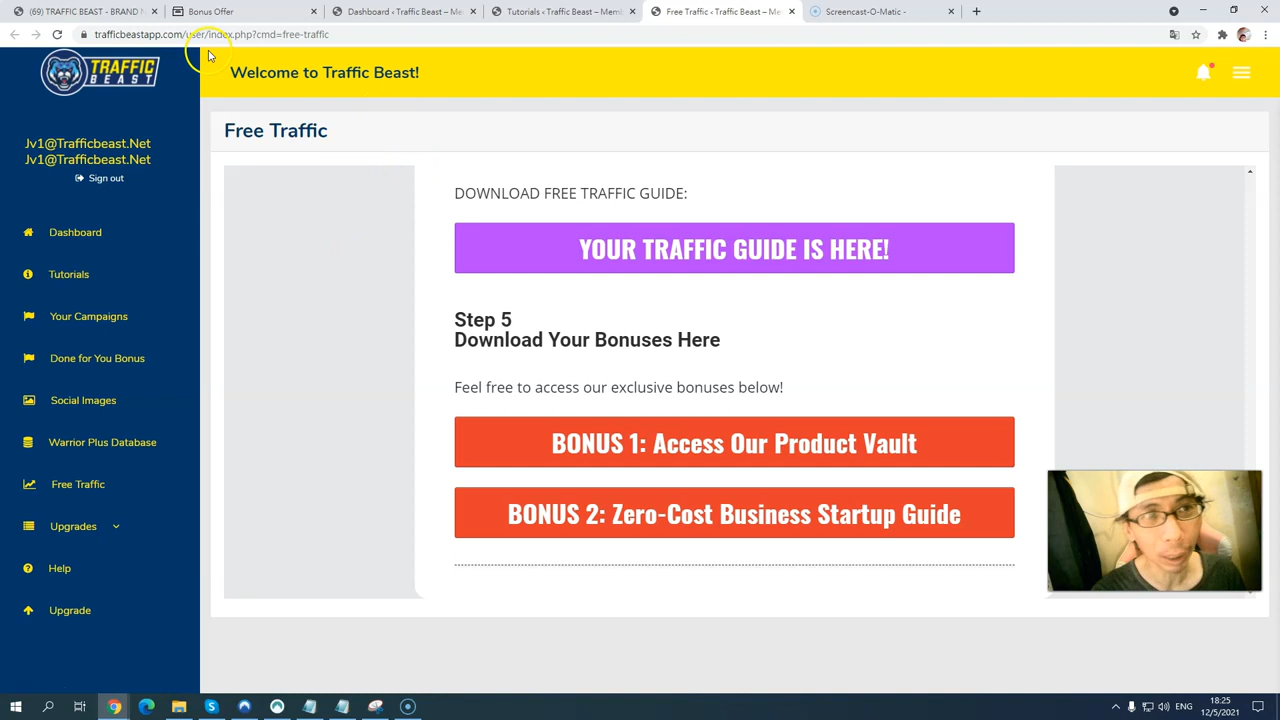 (69) TRAFFIC BEAST - BRAND N
Bonus Offer
Dashboard ‹ Traffic Beast – Me
Tutorials ‹ Traffic Beast – Memb
Free Traffic ‹ Traffic Beast – Me
Screencast-O-Matic -
trafficbeastapp.com/user/index.php?cmd=free-traffic
TRAFFIC
BEAST
Welcome to Traffic Beast!
Jv1@Trafficbeast.Net
Jv1@Trafficbeast.Net
Sign out
Dashboard
Tutorials
Your Campaigns
Done for You Bonus
Social Images
Warrior Plus Database
Free Traffic
Upgrades
Help
Upgrade
Free Traffic
DOWNLOAD FREE TRAFFIC GUIDE:
YOUR TRAFFIC GUIDE IS HERE!
Step 5
Download Your Bonuses Here
Feel free to access our exclusive bonuses below!
BONUS 1: Access Our Product Vault
BONUS 2: Zero-Cost Business Startup Guide
ENG
18:25
12/5/2021